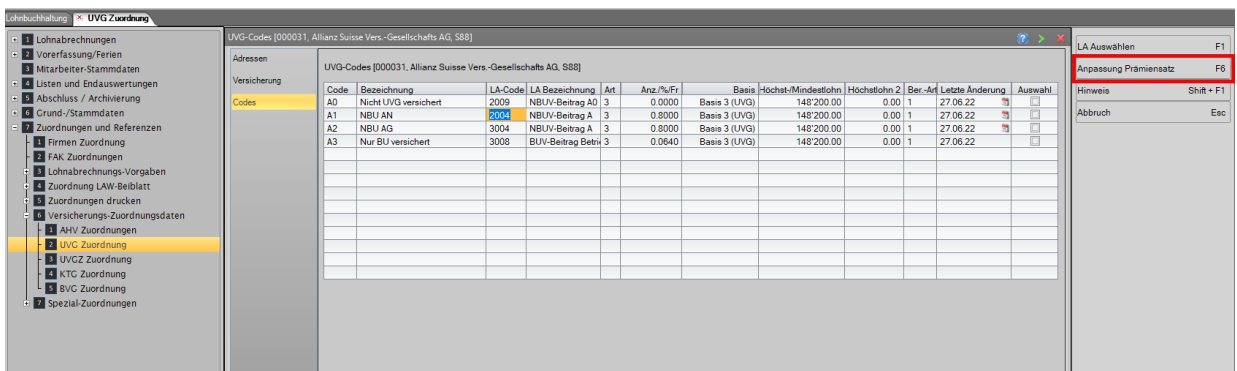 Lohnbuchhaltung UVG Zuordnung
1 Lohnabrechnungen
2 Vorerfassung/Ferien
3 Mitarbeiter-Stammdaten
4 Listen und Endauswertungen
5 Abschluss / Archivierung
6 Grund-/Stammdaten
7 Zuordnungen und Referenzen
1 Firmen Zuordnung
2 FAK Zuordnungen
3 Lohnabrechnungs-Vorgaben
4 Zuordnung LAW-Beiblatt
5 Zuordnungen drucken
6 Versicherungs-Zuordnungsdaten
1 AHV Zuordnungen
2 UVG Zuordnung
3 UVGZ Zuordnung
4 KTG Zuordnung
5 BVG Zuordnung
7 Spezial-Zuordnungen
UVG-Codes [000031, Allianz Suisse Vers.-Gesellschafts AG, S88]
Adressen
Versicherung
Codes
UVG-Codes [000031, Allianz Suisse Vers.-Gesellschafts AG, S88]
Code Bezeichnung LA-Code LA Bezeichnung Art Anz./%/Fr Basis Höchst-/Mindestlohn Höchstlohn 2 Ber.-Art Letzte Änderung Auswahl
A0 Nicht UVG versichert 2009 NBUV-Beitrag A0 3 0.0000 Basis 3 (UVG) 148'200.00 0.00 1 27.06.22
A1 NBU AN 2004 NBUV-Beitrag A 3 0.8000 Basis 3 (UVG) 148'200.00 0.00 1 27.06.22
A2 NBU AG 3004 NBUV-Beitrag A 3 0.8000 Basis 3 (UVG) 148'200.00 0.00 1 27.06.22
A3 Nur BU versichert 3008 BUV-Beitrag Betri 3 0.0640 Basis 3 (UVG) 148'200.00 0.00 1 27.06.22
LA Auswählen F1
Anpassung Prämiensatz F6
Hinweis Shift + F1
Abbruch Esc